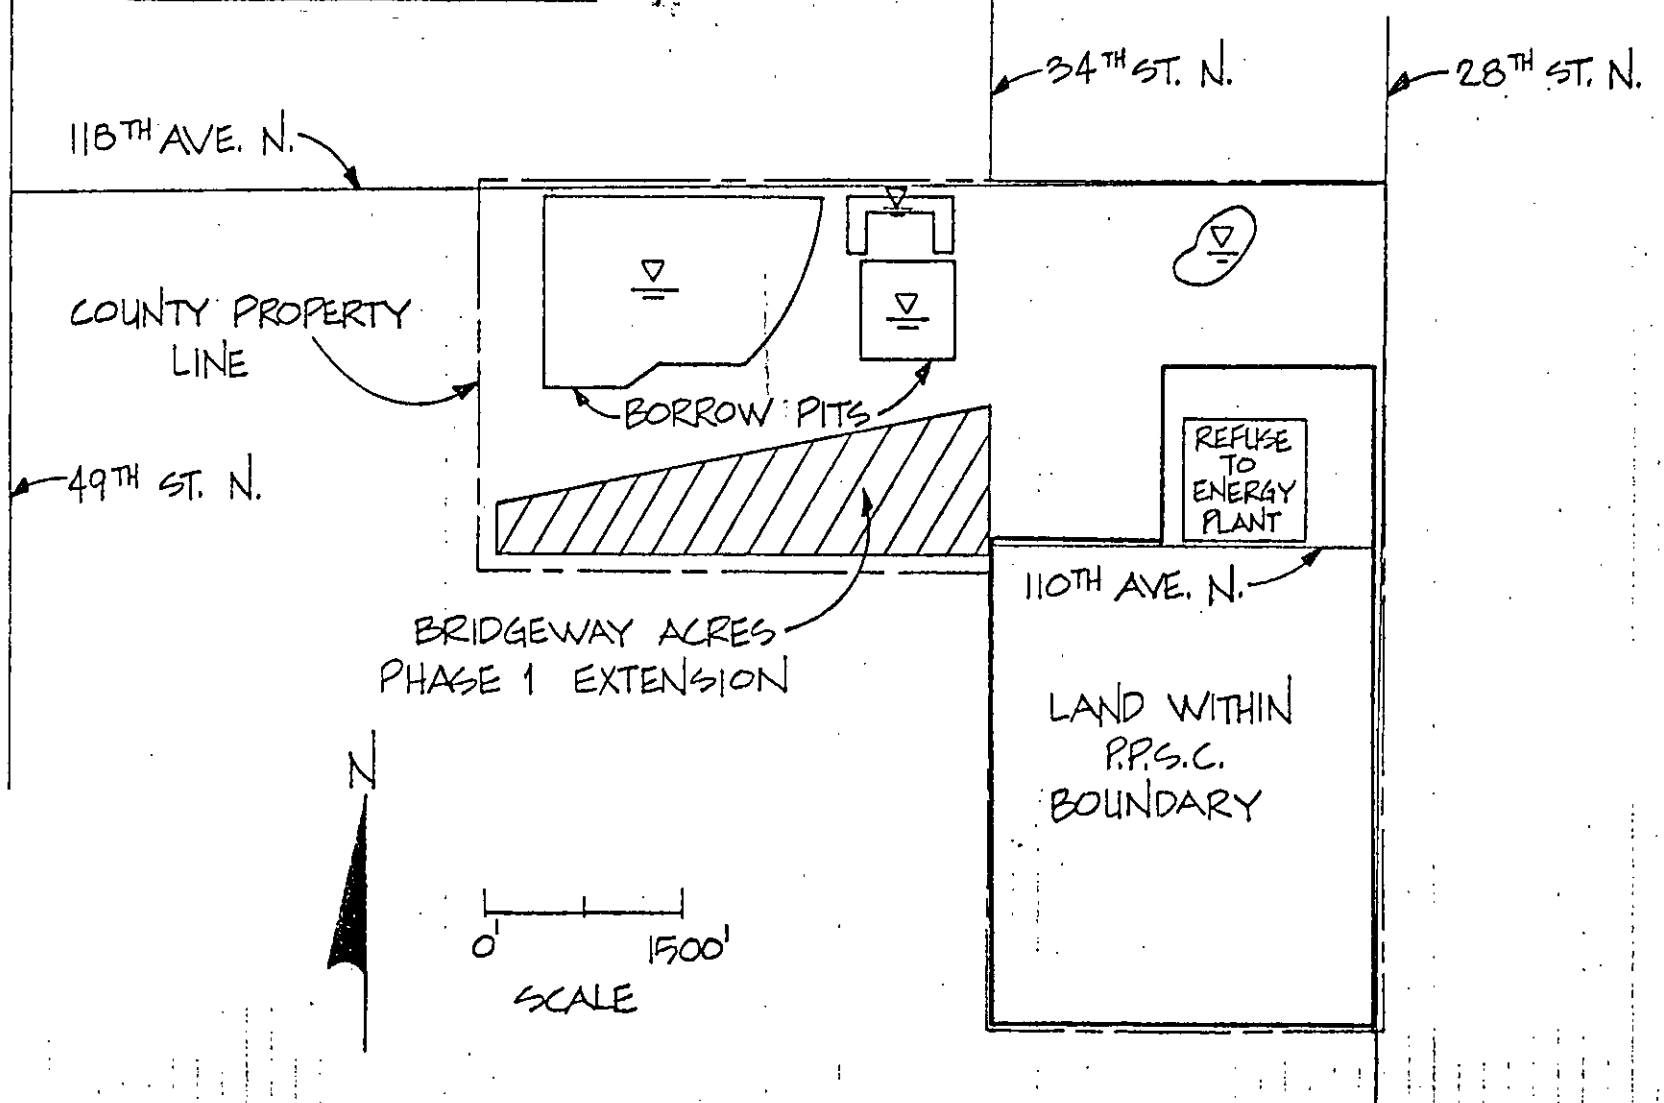 34TH ST. N.
28TH ST. N.
118TH AVE. N.
COUNTY PROPERTY
LINE
BORROW PITS
49TH ST. N.
REFUSE
TO
ENERGY
PLANT
110TH AVE. N.
BRIDGEWAY ACRES
PHASE 1 EXTENSION
LAND WITHIN
P.P.S.C.
BOUNDARY
N
0' 1500'
SCALE